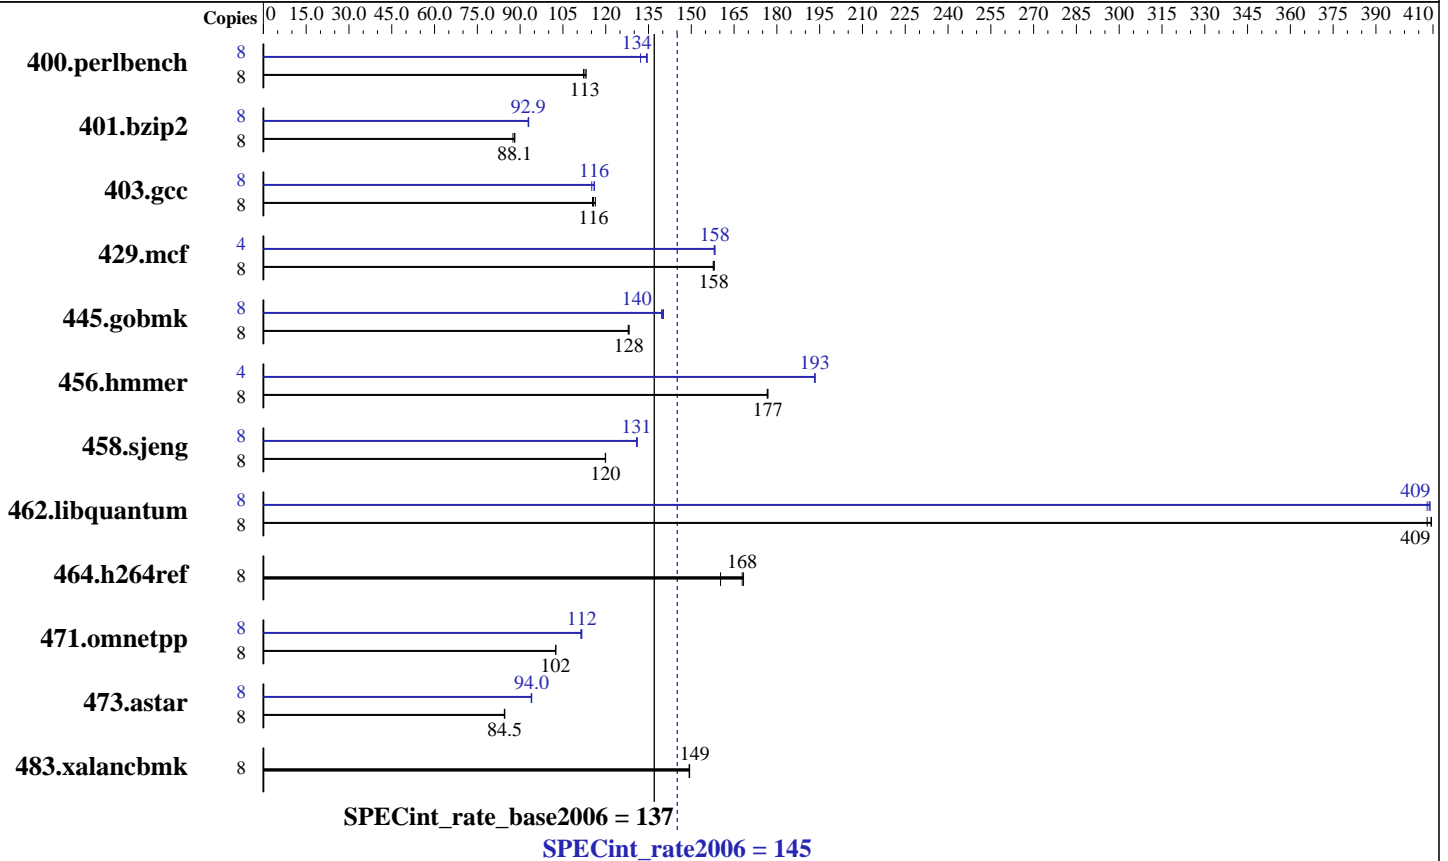 Copies 0 15.0 30.0 45.0 60.0 75.0 90.0 105 120 135 150 165 180 195 210 225 240 255 270 285 300 315 330 345 360 375 390 410
400.perlbench 8 134
8 113
401.bzip2 8 92.9
8 88.1
403.gcc 8 116
8 116
429.mcf 4 158
8 158
445.gobmk 8 140
8 128
456.hmmer 4 193
8 177
458.sjeng 8 131
8 120
462.libquantum 8 409
8 409
464.h264ref 8 168
471.omnetpp 8 112
8 102
473.astar 8 94.0
8 84.5
483.xalancbmk 8 149
SPECint_rate_base2006 = 137
SPECint_rate2006 = 145